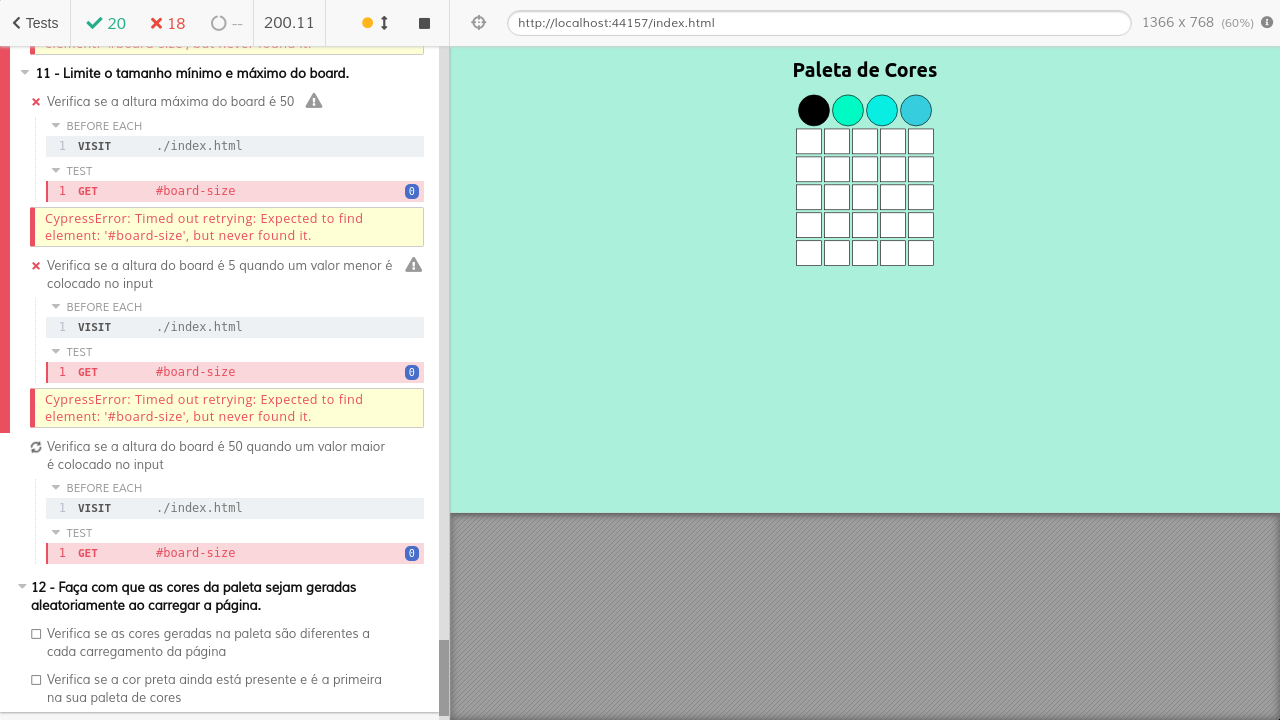 Tests
20
18
--
200.11
http://localhost:44157/index.html
1366 x 768 (60%)
element: '#board-size', but never found it.
11 - Limite o tamanho mínimo e máximo do board.
Verifica se a altura máxima do board é 50
BEFORE EACH
1 VISIT ./index.html
TEST
1 GET #board-size 0
CypressError: Timed out retrying: Expected to find
element: '#board-size', but never found it.
Verifica se a altura do board é 5 quando um valor menor é
colocado no input
BEFORE EACH
1 VISIT ./index.html
TEST
1 GET #board-size 0
CypressError: Timed out retrying: Expected to find
element: '#board-size', but never found it.
Verifica se a altura do board é 50 quando um valor maior
é colocado no input
BEFORE EACH
1 VISIT ./index.html
TEST
1 GET #board-size 0
12 - Faça com que as cores da paleta sejam geradas
aleatoriamente ao carregar a página.
Verifica se as cores geradas na paleta são diferentes a
cada carregamento da página
Verifica se a cor preta ainda está presente e é a primeira
na sua paleta de cores
Paleta de Cores